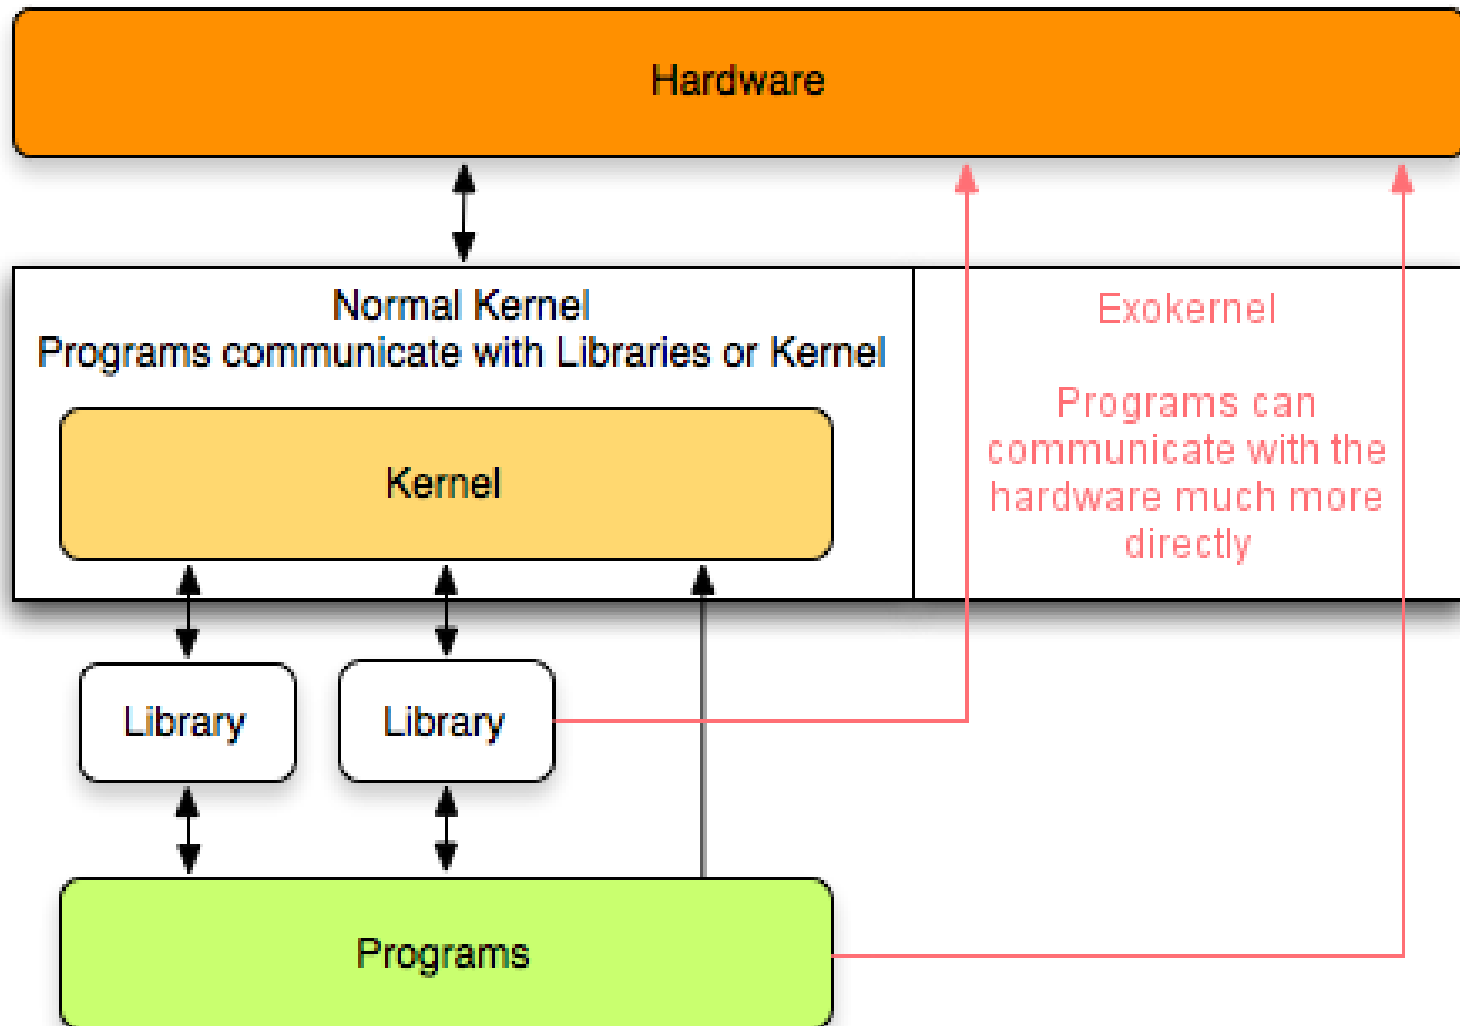 Hardware
Normal Kernel
Programs communicate with Libraries or Kernel
Kernel
Exokernel
Programs can
communicate with the
hardware much more
directly
Library
Library
Programs